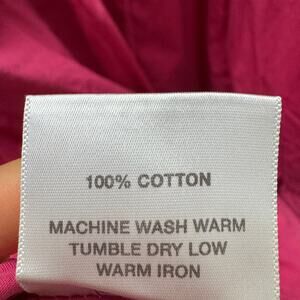 100% COTTON
MACHINE WASH WARM
TUMBLE DRY LOW
WARM IRON